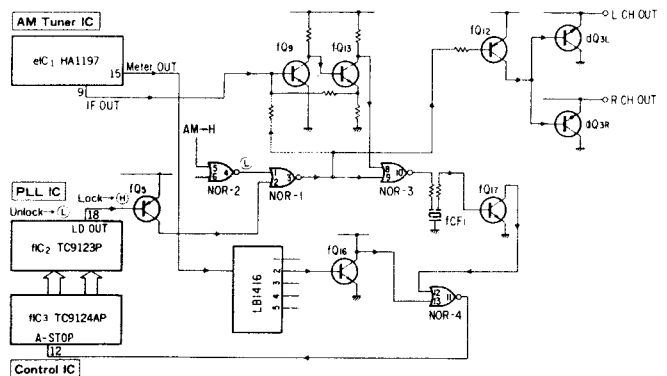 AM Tuner IC
eIC1 HA1197
Meter OUT
15
9
IF OUT
fQ9
fQ13
fQ12
L CH OUT
dQ3L
R CH OUT
dQ3R
AM→H
5
6
4
NOR-2
Ⓛ
1
2
3
NOR-1
8
9
10
NOR-3
fCF1
fQ17
PLL IC
Lock→Ⓗ
Unlock→Ⓛ
fQ5
18
LD OUT
fIC2 TC9123P
fIC3 TC9124AP
A-STOP
12
Control IC
LB1416
1
2
3
4
5
fQ16
12
13
11
NOR-4